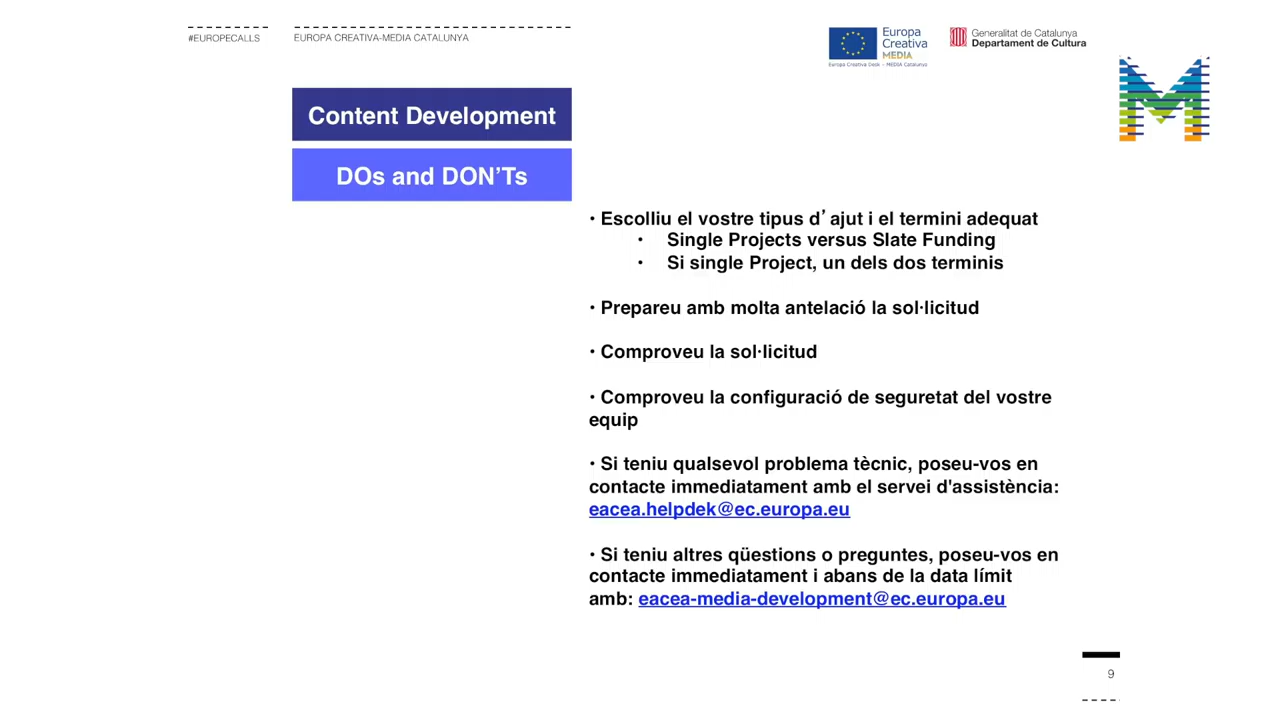 #EUROPECALLS
EUROPA CREATIVA-MEDIA CATALUNYA
Europa
Creativa
MEDIA
Europa Creativa Desk – MEDIA Catalunya
Generalitat de Catalunya
Departament de Cultura
Content Development
DOs and DON’Ts
• Escolliu el vostre tipus d’ajut i el termini adequat
• Single Projects versus Slate Funding
• Si single Project, un dels dos terminis
• Prepareu amb molta antelació la sol·licitud
• Comproveu la sol·licitud
• Comproveu la configuració de seguretat del vostre
equip
• Si teniu qualsevol problema tècnic, poseu-vos en
contacte immediatament amb el servei d'assistència:
eacea.helpdek@ec.europa.eu
• Si teniu altres qüestions o preguntes, poseu-vos en
contacte immediatament i abans de la data límit
amb: eacea-media-development@ec.europa.eu
9